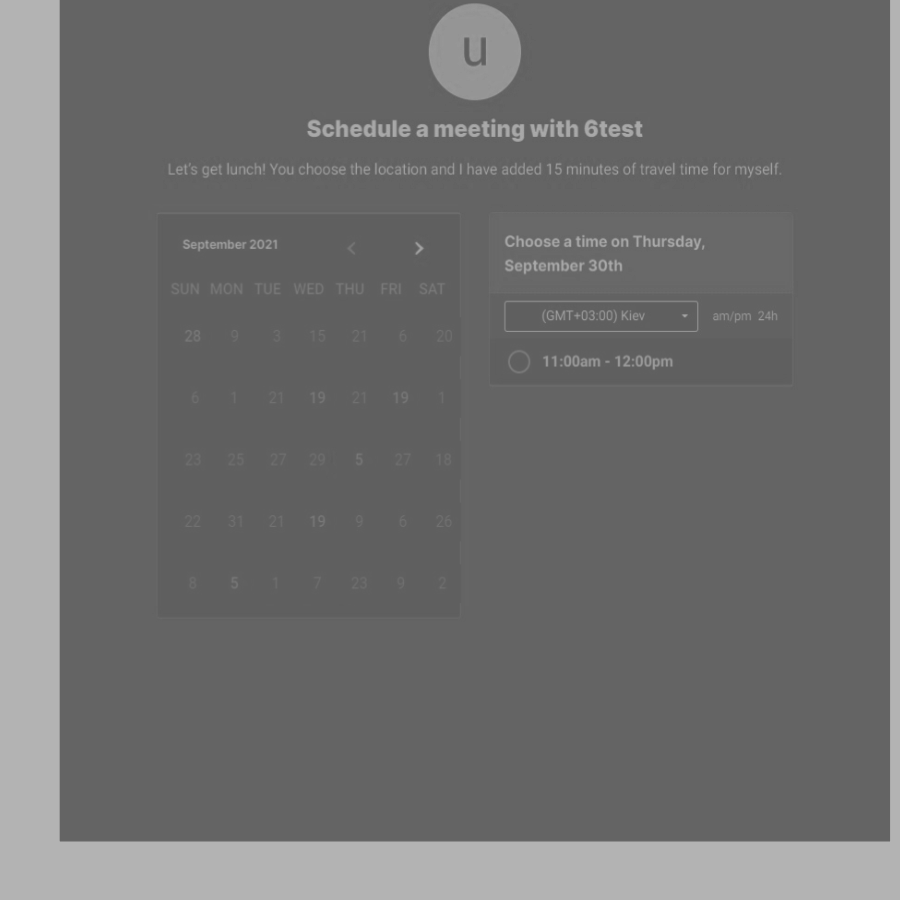 u
Schedule a meeting with 6test
Let's get lunch! You choose the location and I have added 15 minutes of travel time for myself.
September 2021
SUN MON TUE WED THU FRI SAT
28 9 3 15 21 6 20
6 1 21 19 21 19 1
23 25 27 29 5 27 18
22 31 21 19 9 6 26
8 5 1 7 23 9 2
Choose a time on Thursday,
September 30th
(GMT+03:00) Kiev am/pm 24h
11:00am - 12:00pm